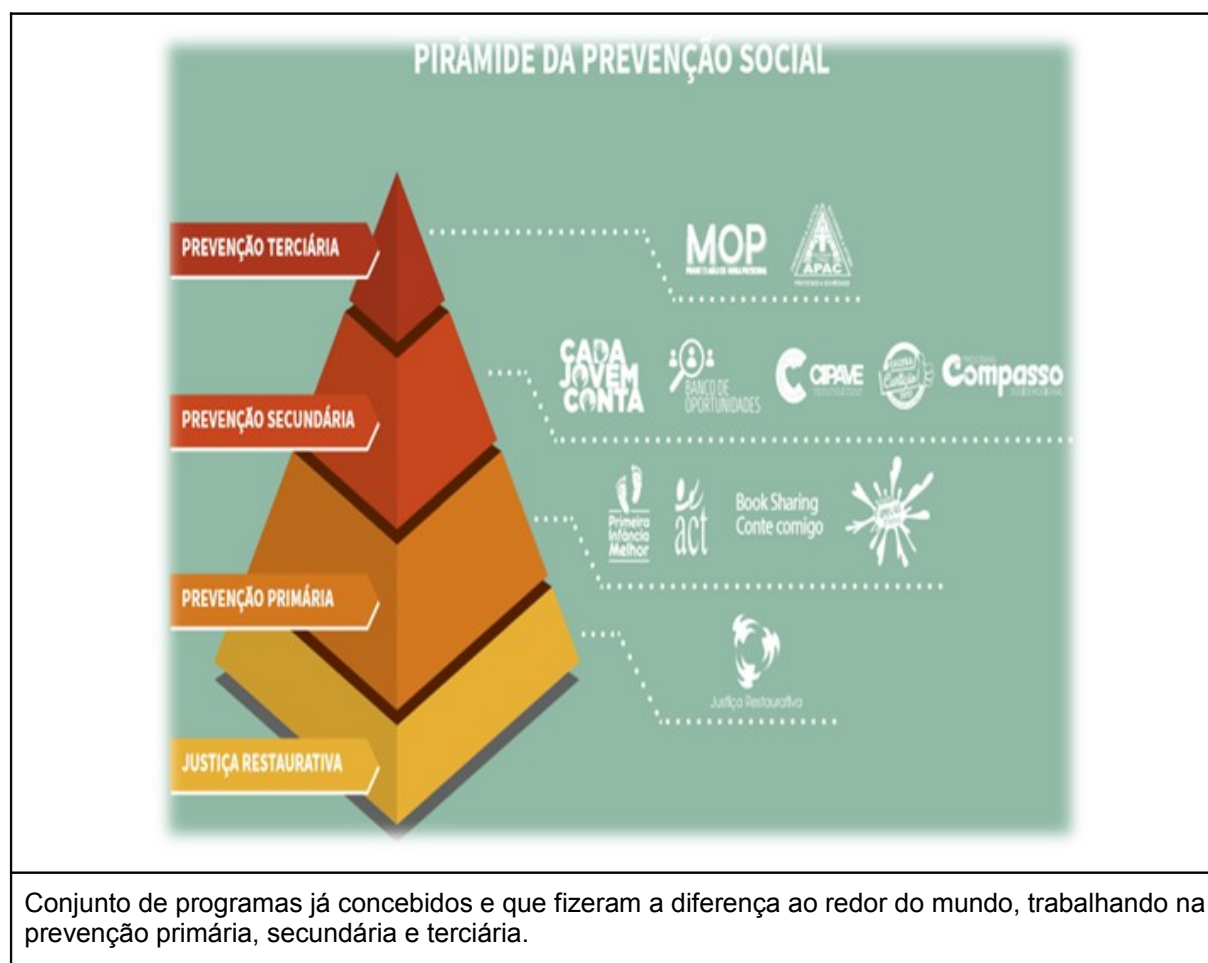 PIRÂMIDE DA PREVENÇÃO SOCIAL
PREVENÇÃO TERCIÁRIA
MOP
APAC
PREVENÇÃO SECUNDÁRIA
CADA
JOVEM
CONTA
BANCO DE
OPORTUNIDADES
CIPAVE
Compasso
PREVENÇÃO PRIMÁRIA
Primeira
Infância
Melhor
act
Book Sharing
Conte comigo
JUSTIÇA RESTAURATIVA
Justiça Restaurativa
Conjunto de programas já concebidos e que fizeram a diferença ao redor do mundo, trabalhando na
prevenção primária, secundária e terciária.